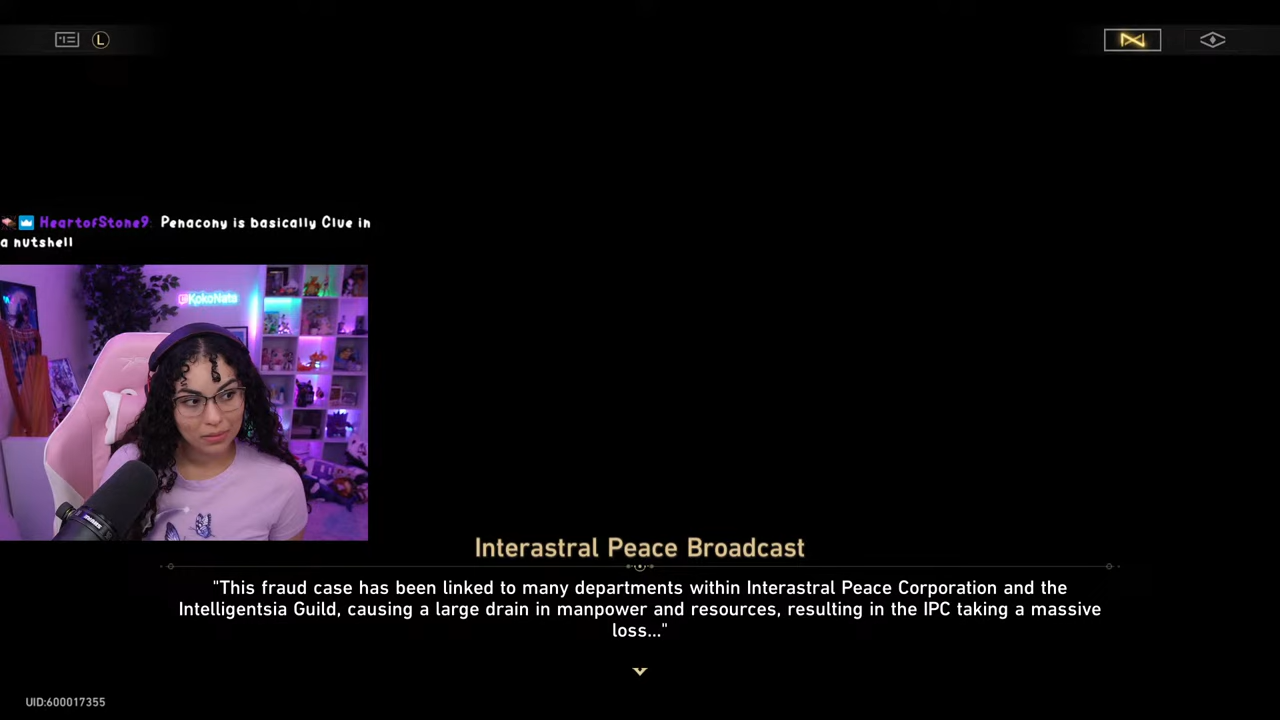 L
HeartofStone9: Penacony is basically Clue in
a nutshell
@KokoNats
Interastral Peace Broadcast
"This fraud case has been linked to many departments within Interastral Peace Corporation and the
Intelligentsia Guild, causing a large drain in manpower and resources, resulting in the IPC taking a massive
loss..."
UID:600017355